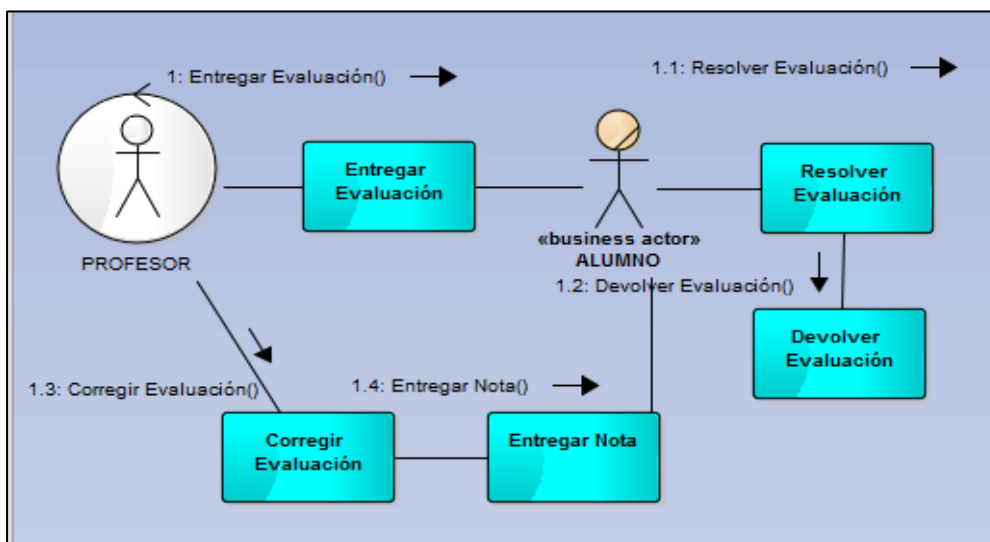 1: Entregar Evaluación()
1.1: Resolver Evaluación()
Entregar
Evaluación
Resolver
Evaluación
PROFESOR
«business actor»
ALUMNO
1.2: Devolver Evaluación()
Devolver
Evaluación
1.3: Corregir Evaluación()
1.4: Entregar Nota()
Corregir
Evaluación
Entregar Nota